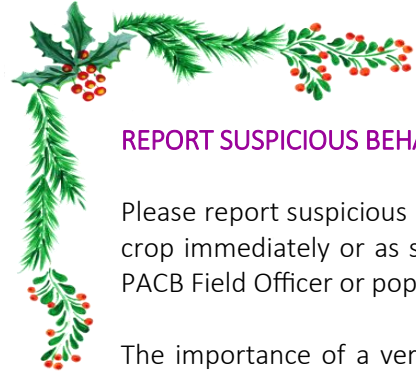 REPORT SUSPICIOUS BEHA
Please report suspicious
crop immediately or as s
PACB Field Officer or pop
The importance of a ver